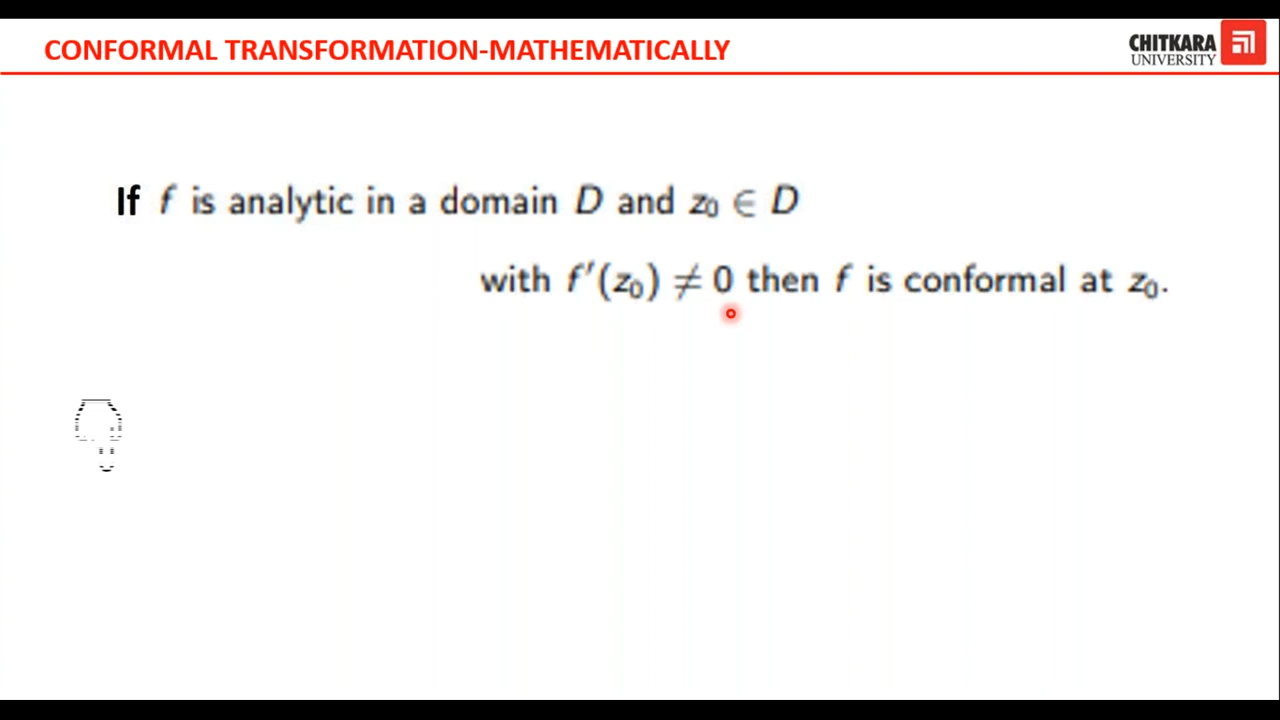 CONFORMAL TRANSFORMATION-MATHEMATICALLY
CHITKARA
UNIVERSITY
If f is analytic in a domain D and z₀ ∈ D
with f′(z₀) ≠ 0 then f is conformal at z₀.